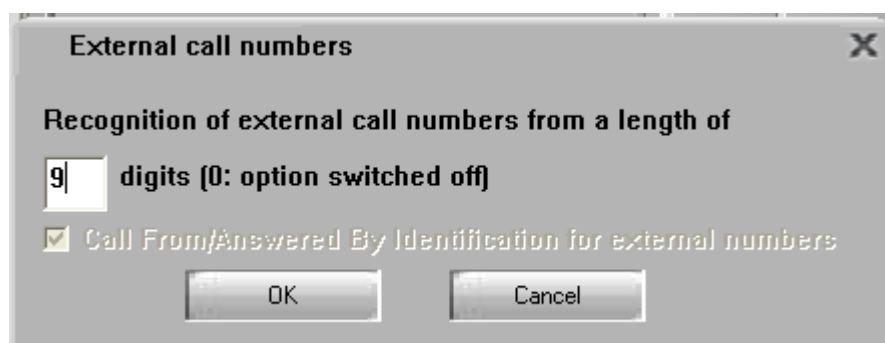 External call numbers
Recognition of external call numbers from a length of
9 digits (0: option switched off)
Call From/Answered By Identification for external numbers
OK Cancel